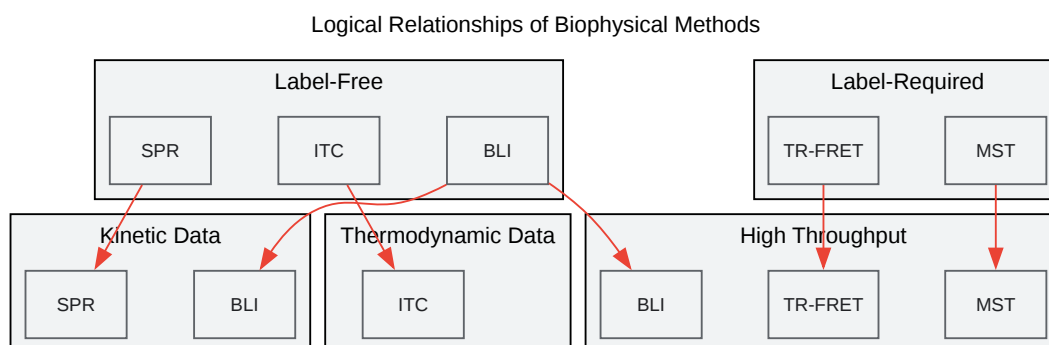 Logical Relationships of Biophysical Methods
Label-Free
Label-Required
SPR
ITC
BLI
TR-FRET
MST
Kinetic Data
Thermodynamic Data
High Throughput
SPR
BLI
ITC
BLI
TR-FRET
MST